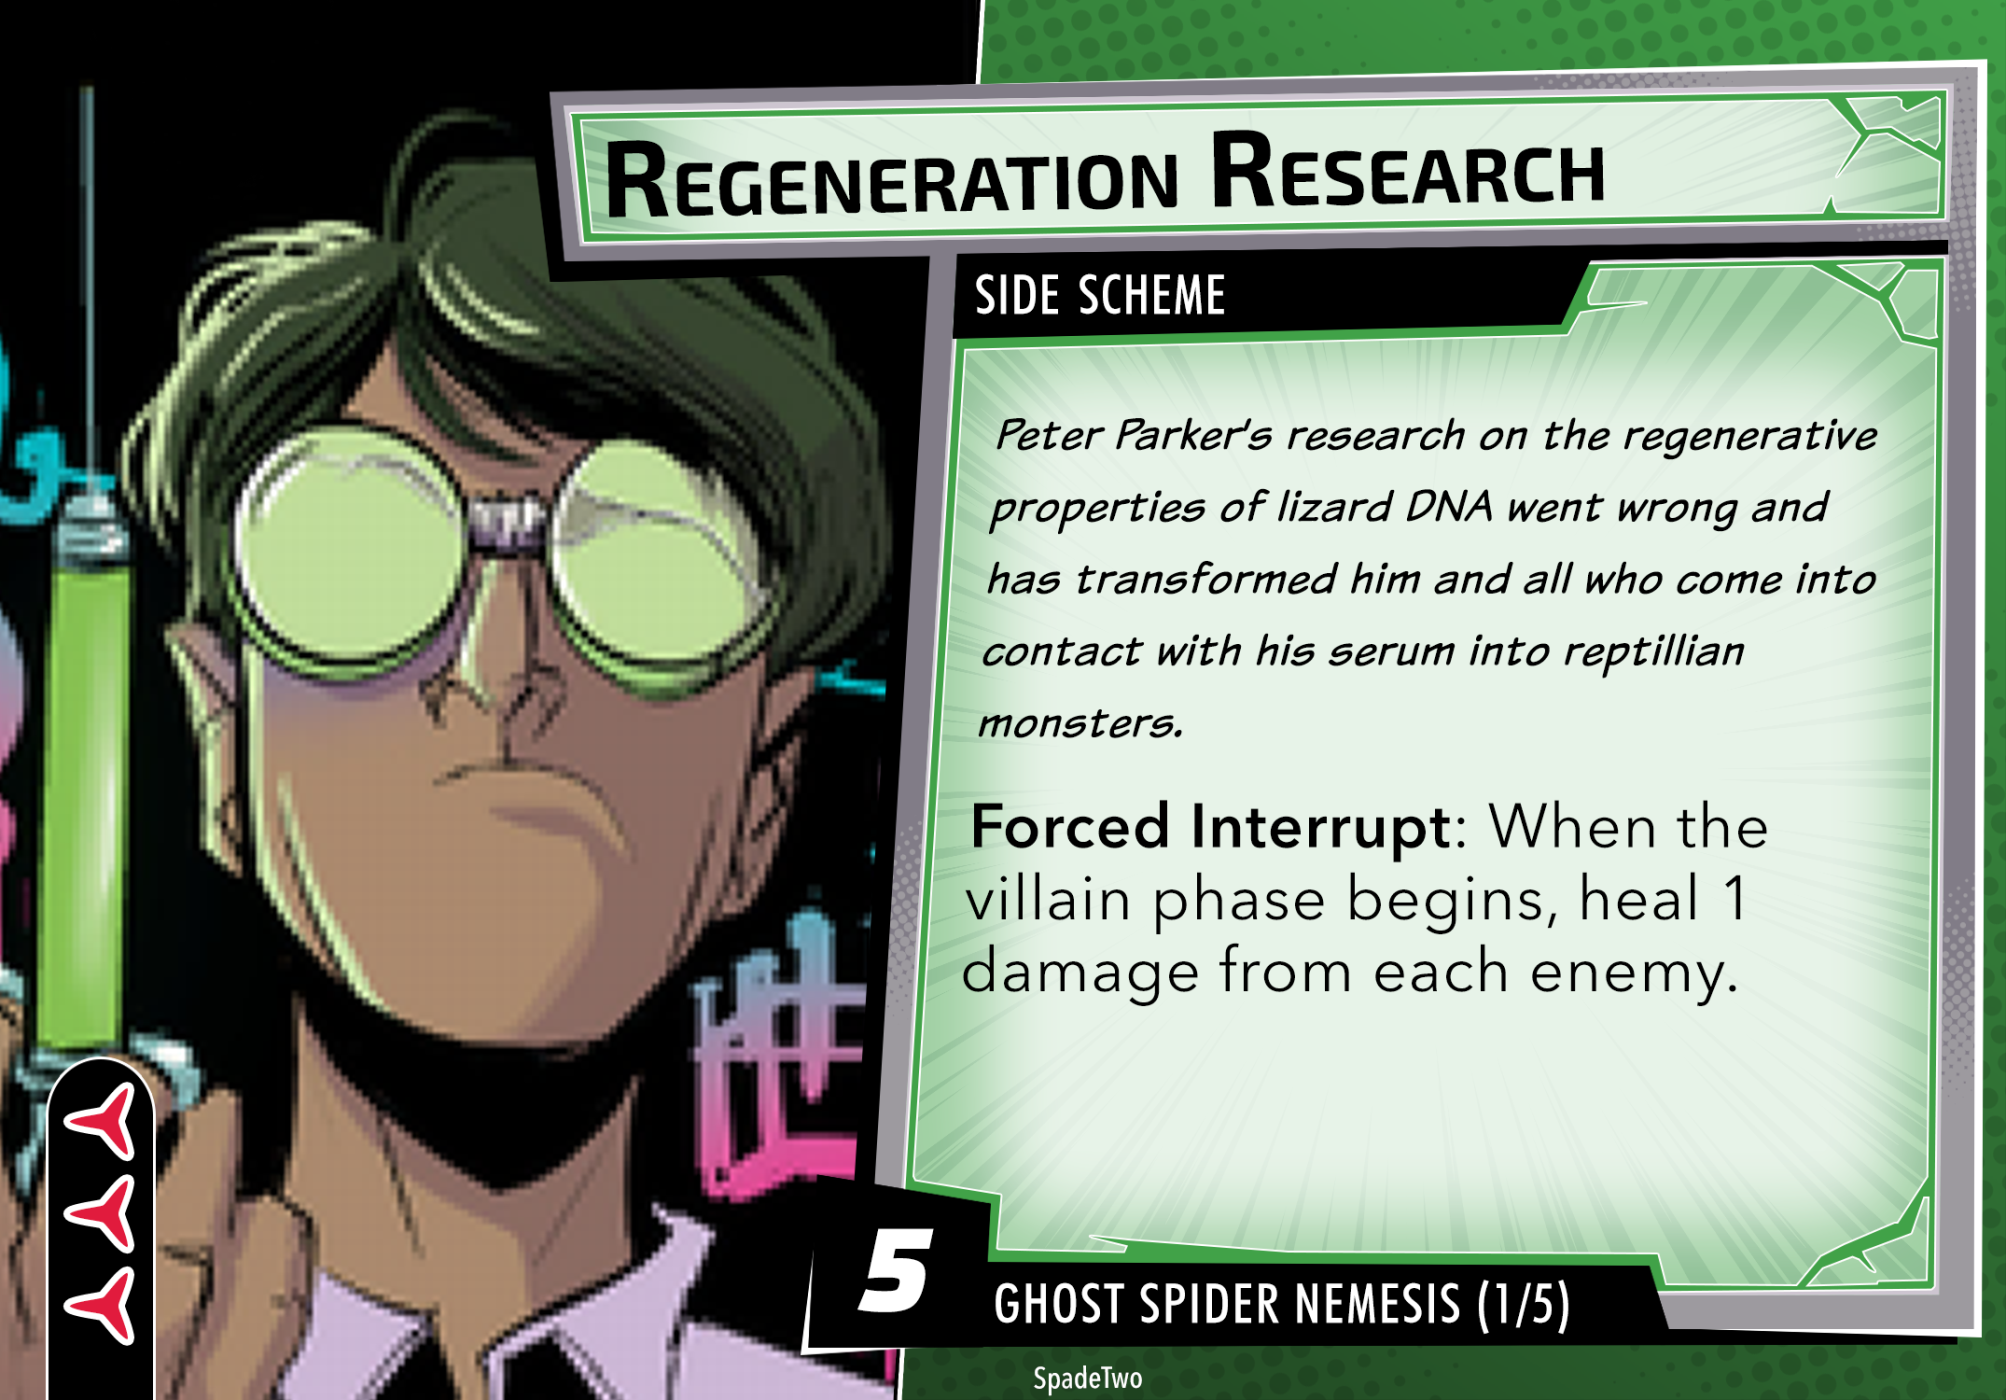 Regeneration Research
SIDE SCHEME
Peter Parker's research on the regenerative
properties of lizard DNA went wrong and
has transformed him and all who come into
contact with his serum into reptillian
monsters.
Forced Interrupt: When the
villain phase begins, heal 1
damage from each enemy.
5
GHOST SPIDER NEMESIS (1/5)
SpadeTwo